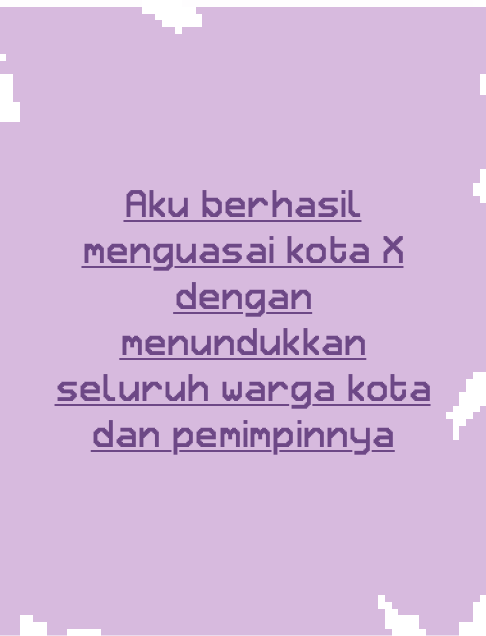 Aku berhasil
menguasai kota X
dengan
menundukkan
seluruh warga kota
dan pemimpinnya